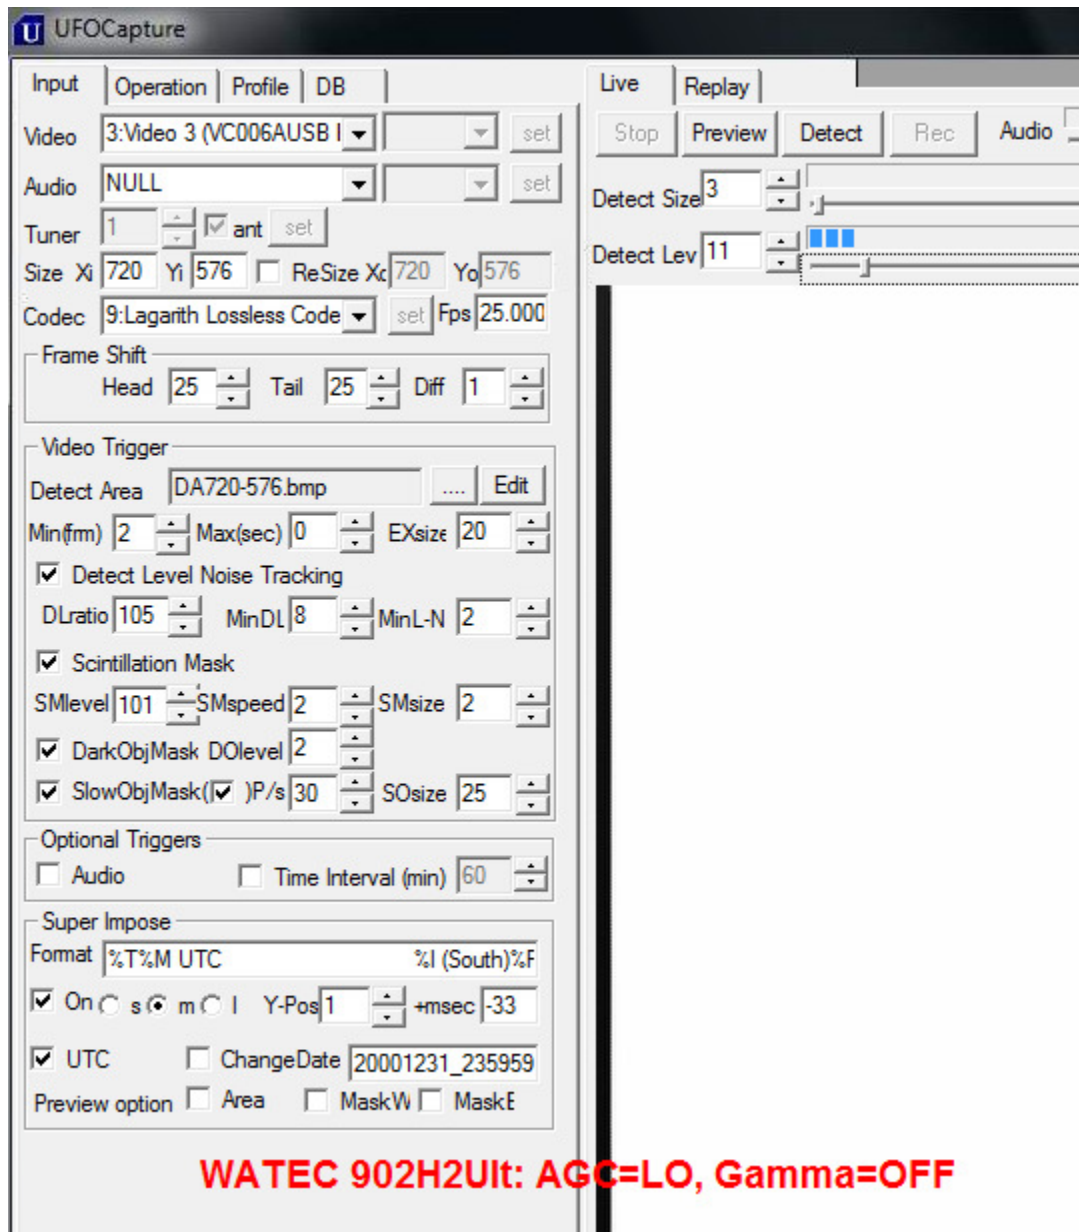 UFOCapture
Input Operation Profile DB
Live Replay
Video 3:Video 3 (VC006AUSB I set
Stop Preview Detect Rec Audio
Audio NULL set
Detect Size 3
Tuner 1 ant set
Detect Lev 11
Size Xi 720 Yi 576 ReSize Xc 720 Yo 576
Codec 9:Lagarith Lossless Code set Fps 25.000
Frame Shift
Head 25 Tail 25 Diff 1
Video Trigger
Detect Area DA720-576.bmp .... Edit
Min(frm) 2 Max(sec) 0 EXsize 20
Detect Level Noise Tracking
DLratio 105 MinDL 8 MinL-N 2
Scintillation Mask
SMlevel 101 SMspeed 2 SMsize 2
DarkObjMask DOlevel 2
SlowObjMask( )P/s 30 SOsize 25
Optional Triggers
Audio Time Interval (min) 60
Super Impose
Format %T%M UTC %I (South)%F
On s m l Y-Pos 1 +msec -33
UTC ChangeDate 20001231_235959
Preview option Area MaskW MaskE
WATEC 902H2Ult: AGC=LO, Gamma=OFF